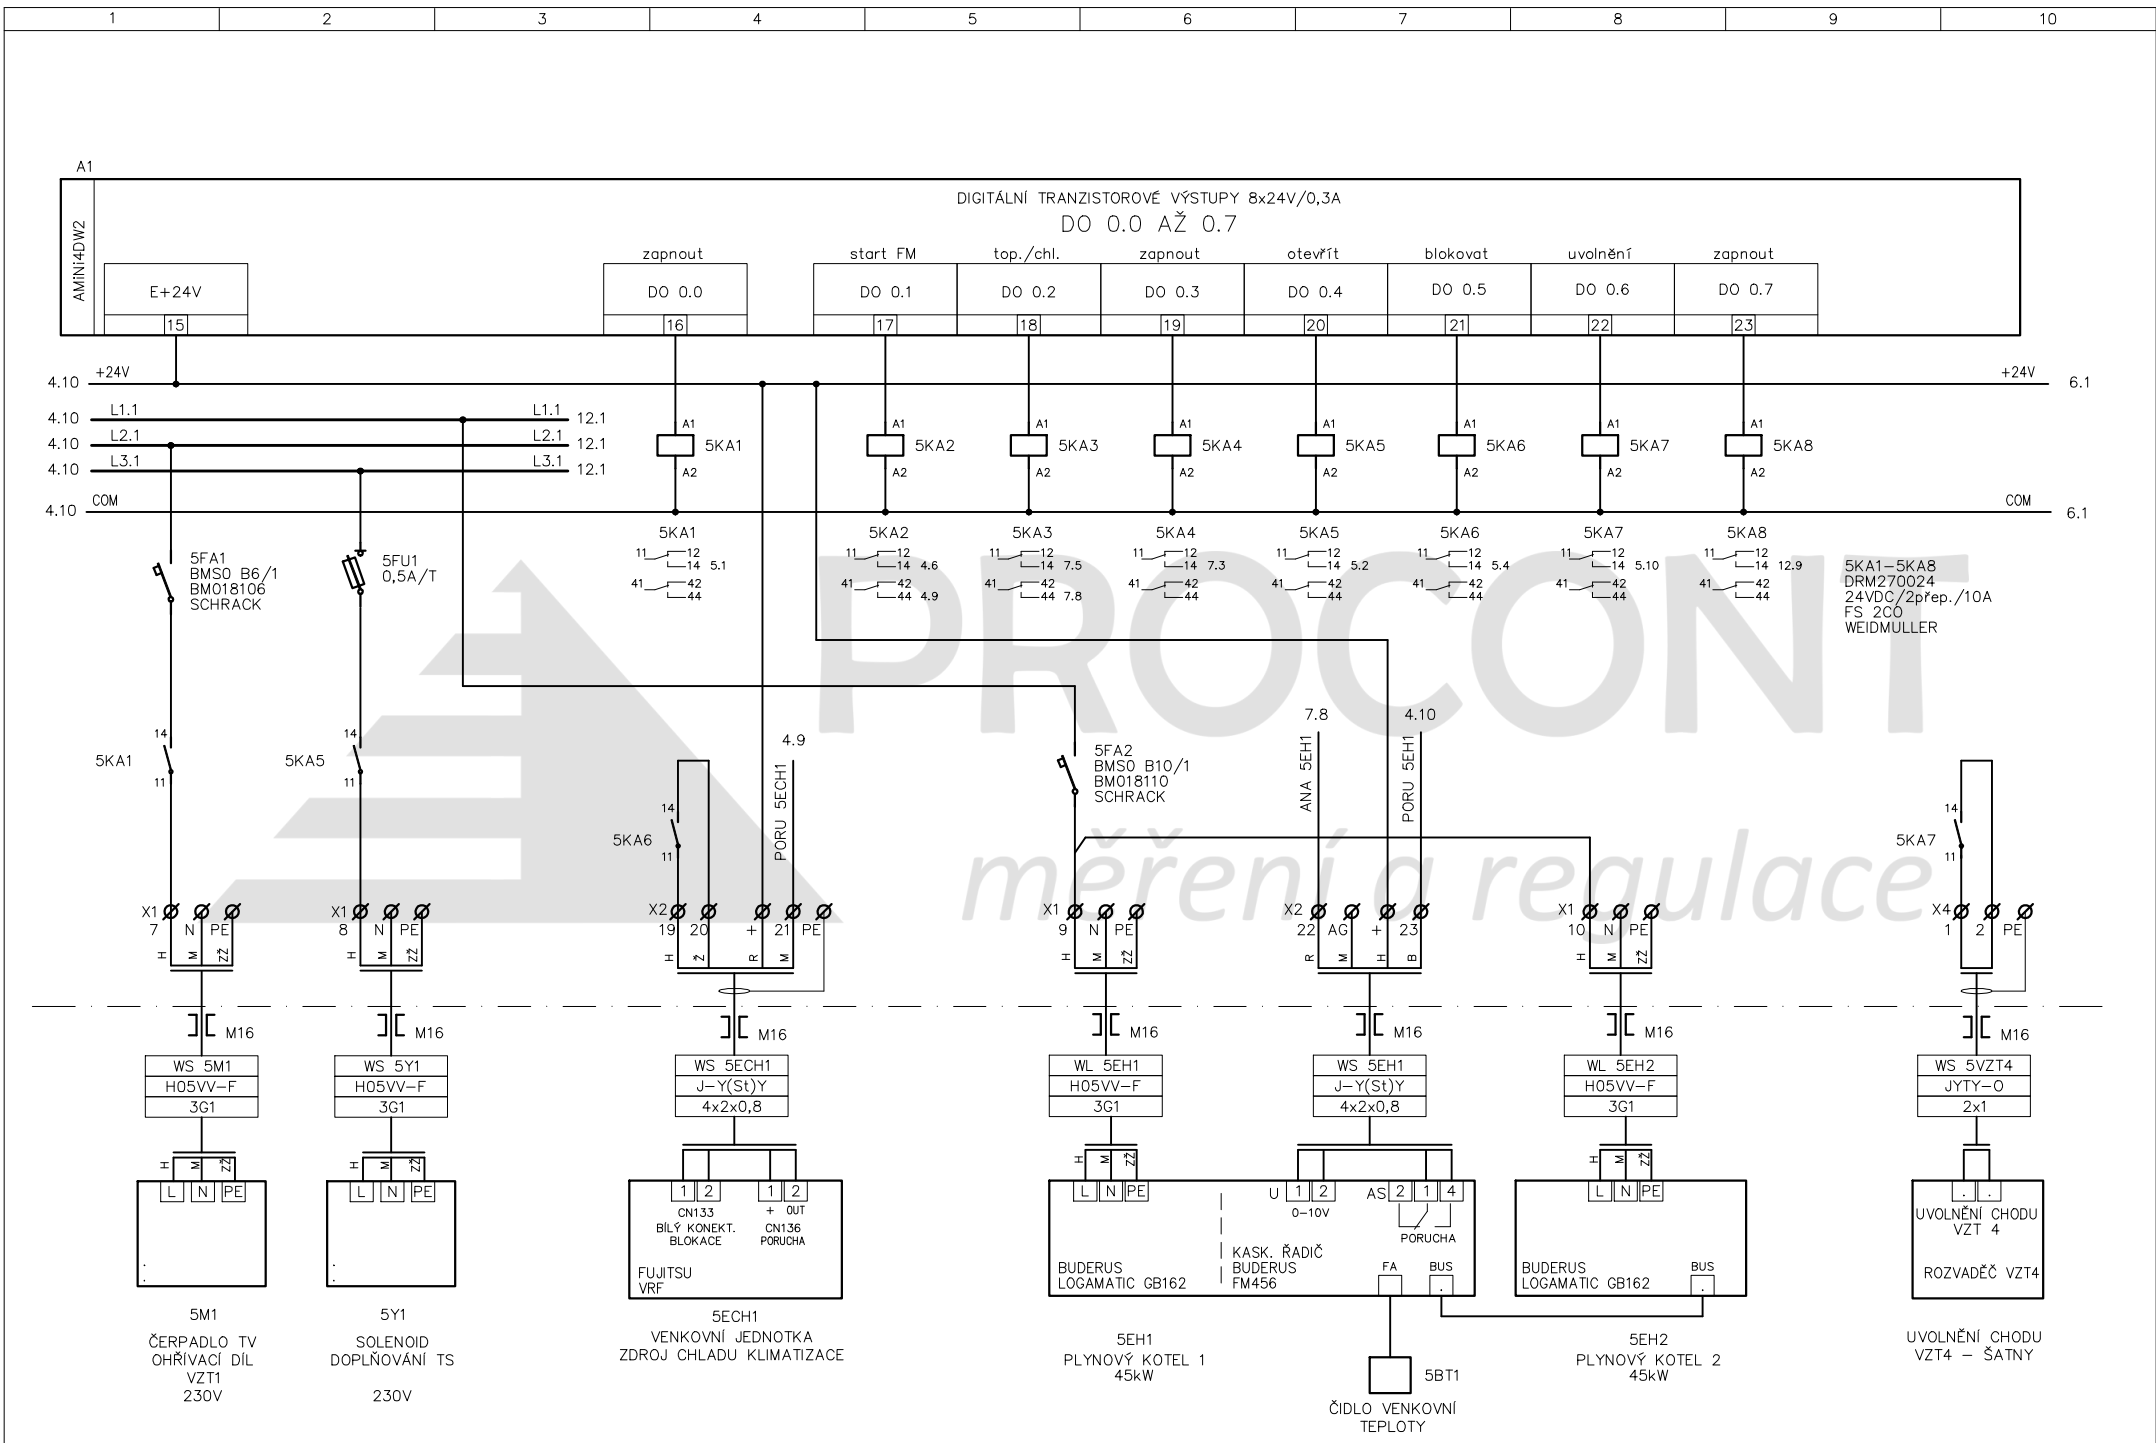 1 2 3 4 5 6 7 8 9 10
A1
AMiNi4DW2
DIGITÁLNÍ TRANZISTOROVÉ VÝSTUPY 8x24V/0,3A
DO 0.0 AŽ 0.7
zapnout start FM top./chl. zapnout otevřít blokovat uvolnění zapnout
E+24V DO 0.0 DO 0.1 DO 0.2 DO 0.3 DO 0.4 DO 0.5 DO 0.6 DO 0.7
15 16 17 18 19 20 21 22 23
4.10 +24V +24V 6.1
4.10 L1.1 L1.1 12.1
4.10 L2.1 L2.1 12.1
4.10 L3.1 L3.1 12.1
A1 A1 A1 A1 A1 A1 A1 A1
5KA1 5KA2 5KA3 5KA4 5KA5 5KA6 5KA7 5KA8
A2 A2 A2 A2 A2 A2 A2 A2
4.10 COM COM 6.1
5KA1 5KA2 5KA3 5KA4 5KA5 5KA6 5KA7 5KA8
11 12 11 12 11 12 11 12 11 12 11 12 11 12 11 12
14 5.1 14 4.6 14 7.5 14 7.3 14 5.2 14 5.4 14 5.10 14 12.9
41 42 41 42 41 42 41 42 41 42 41 42 41 42 41 42
44 44 4.9 44 7.8 44 44 44 44 44
5FA1
BMS0 B6/1
BM018106
SCHRACK
5FU1
0,5A/T
5KA1-5KA8
DRM270024
24VDC/2přep./10A
FS 2CO
WEIDMULLER
PROCONT
měření a regulace
14
5KA1
11
14
5KA5
11
14
5KA6
11
4.9
PORU 5ECH1
5FA2
BMS0 B10/1
BM018110
SCHRACK
7.8
ANA 5EH1
4.10
PORU 5EH1
14
5KA7
11
X1 X1 X2 X1 X2 X1 X4
7 N PE 8 N PE 19 20 + 21 PE 9 N PE 22 AG + 23 10 N PE 1 2 PE
H M ZŽ H M ZŽ H Ž R M H M ZŽ R M H B H M ZŽ
M16 M16 M16 M16 M16 M16 M16
WS 5M1 WS 5Y1 WS 5ECH1 WL 5EH1 WS 5EH1 WL 5EH2 WS 5VZT4
H05VV-F H05VV-F J-Y(St)Y H05VV-F J-Y(St)Y H05VV-F JYTY-O
3G1 3G1 4x2x0,8 3G1 4x2x0,8 3G1 2x1
H M ZŽ H M ZŽ H M ZŽ H M ZŽ
L N PE L N PE 1 2 1 2 L N PE U 1 2 AS 2 1 4 L N PE . .
CN133
BÍLÝ KONEKT.
BLOKACE
+ OUT
CN136
PORUCHA
FUJITSU
VRF
0-10V
PORUCHA
BUDERUS
LOGAMATIC GB162
KASK. ŘADIČ
BUDERUS
FM456
FA BUS
BUDERUS
LOGAMATIC GB162
BUS
UVOLNĚNÍ CHODU
VZT 4
ROZVADĚČ VZT4
5M1
ČERPADLO TV
OHŘÍVACÍ DÍL
VZT1
230V
5Y1
SOLENOID
DOPLŇOVÁNÍ TS
230V
5ECH1
VENKOVNÍ JEDNOTKA
ZDROJ CHLADU KLIMATIZACE
5EH1
PLYNOVÝ KOTEL 1
45kW
5BT1
ČIDLO VENKOVNÍ
TEPLOTY
5EH2
PLYNOVÝ KOTEL 2
45kW
UVOLNĚNÍ CHODU
VZT4 – ŠATNY